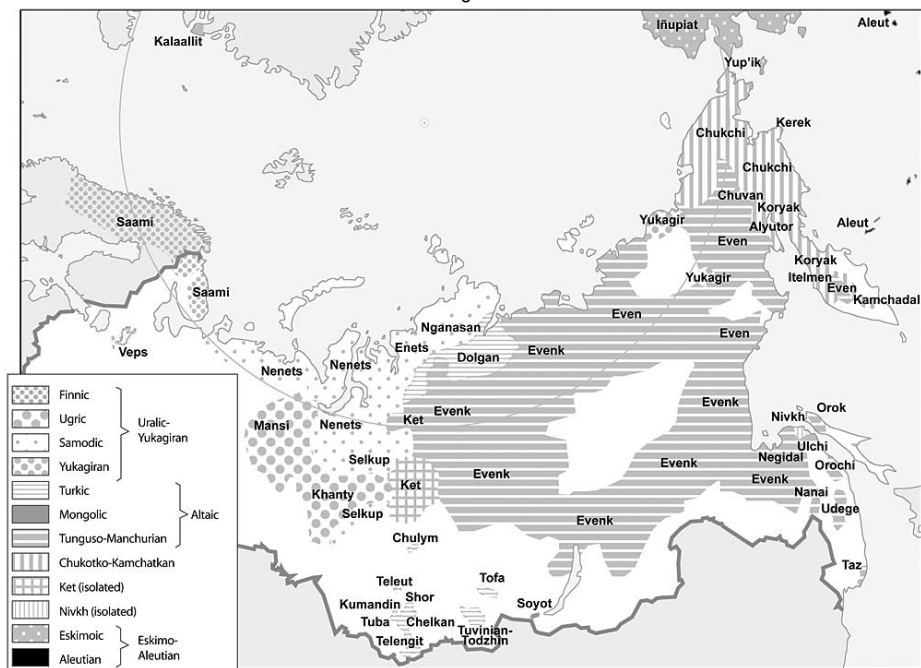 Kalaallit
Iñupiat
Aleut
Yup'ik
Kerek
Chukchi
Chukchi
Chuvan
Koryak
Alyutor
Aleut
Yukagir
Even
Koryak
Itelmen
Even
Kamchadal
Yukagir
Saami
Saami
Veps
Nganasan
Enets
Dolgan
Nenets
Nenets
Evenk
Even
Even
Mansi
Nenets
Ket
Evenk
Evenk
Nivkh
Orok
Ulchi
Negidal
Orochi
Selkup
Khanty
Selkup
Ket
Evenk
Evenk
Evenk
Nanai
Udege
Evenk
Chulym
Taz
Teleut
Shor
Kumandin
Tuba
Chelkan
Telengit
Tofa
Tuvinian-
Todzhin
Soyot
Finnic
Ugric
Samodic
Yukagiran
Uralic-
Yukagiran
Turkic
Mongolic
Tunguso-Manchurian
Altaic
Chukotko-Kamchatkan
Ket (isolated)
Nivkh (isolated)
Eskimoic
Aleutian
Eskimo-
Aleutian